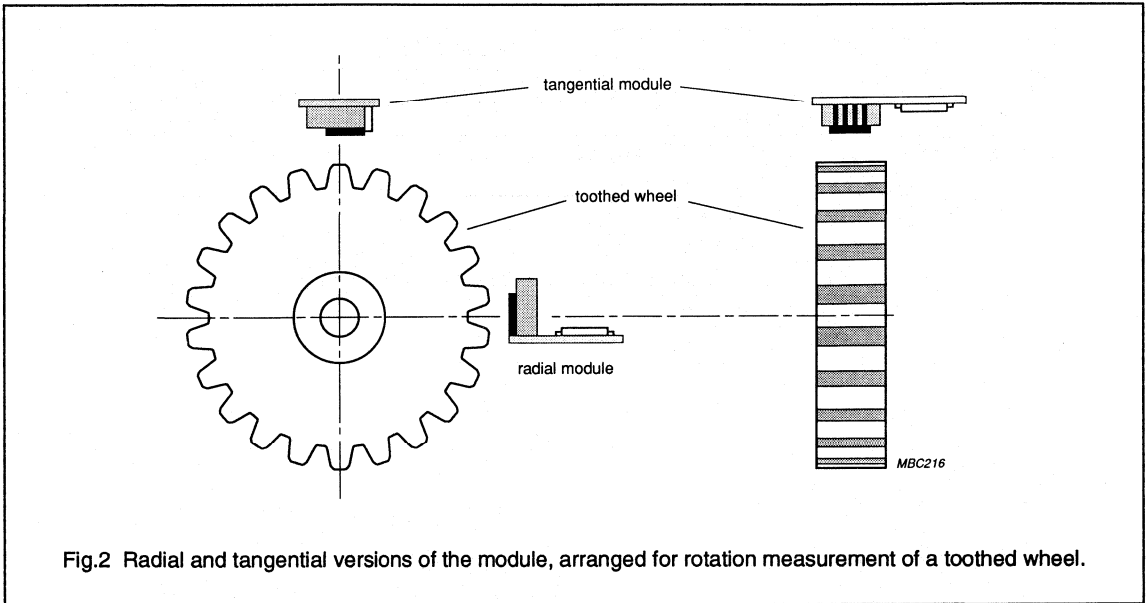 tangential module
toothed wheel
radial module
MBC216
Fig.2 Radial and tangential versions of the module, arranged for rotation measurement of a toothed wheel.